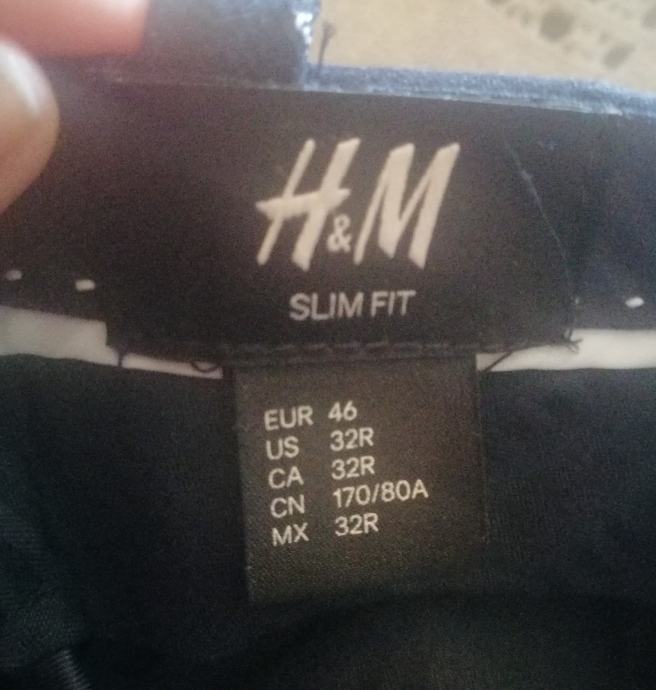 H&M
SLIM FIT
EUR 46
US 32R
CA 32R
CN 170/80A
MX 32R